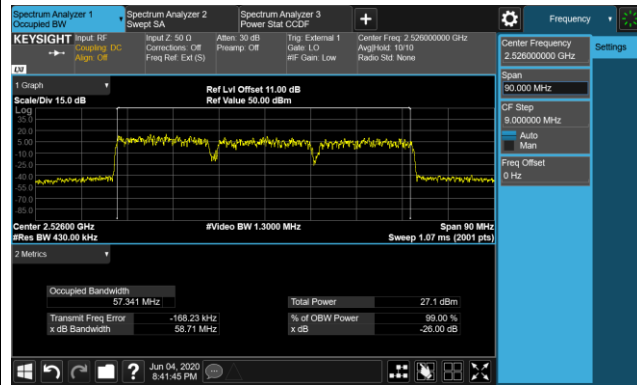 Spectrum Analyzer 1
Occupied BW
Spectrum Analyzer 2
Swept SA
Spectrum Analyzer 3
Power Stat CCDF
Frequency
KEYSIGHT
Input: RF
Coupling: DC
Align: Off
Input Z: 50 Ω
Corrections: Off
Freq Ref: Ext (S)
Atten: 30 dB
Preamp: Off
Trig: External 1
Gate: LO
#IF Gain: Low
Center Freq: 2.526000000 GHz
Avg|Hold: 10/10
Radio Std: None
LXI
Center Frequency
2.526000000 GHz
Settings
Span
90.000 MHz
CF Step
9.000000 MHz
Auto
Man
Freq Offset
0 Hz
1 Graph
Scale/Div 15.0 dB
Ref Lvl Offset 11.00 dB
Ref Value 50.00 dBm
Log
35.0
20.0
5.00
-10.0
-25.0
-40.0
-55.0
-70.0
-85.0
Center 2.52600 GHz
#Res BW 430.00 kHz
#Video BW 1.3000 MHz
Span 90 MHz
Sweep 1.07 ms (2001 pts)
2 Metrics
Occupied Bandwidth
57.341 MHz
Total Power 27.1 dBm
Transmit Freq Error -168.23 kHz
% of OBW Power 99.00 %
x dB Bandwidth 58.71 MHz
x dB -26.00 dB
?
Jun 04, 2020
8:41:45 PM